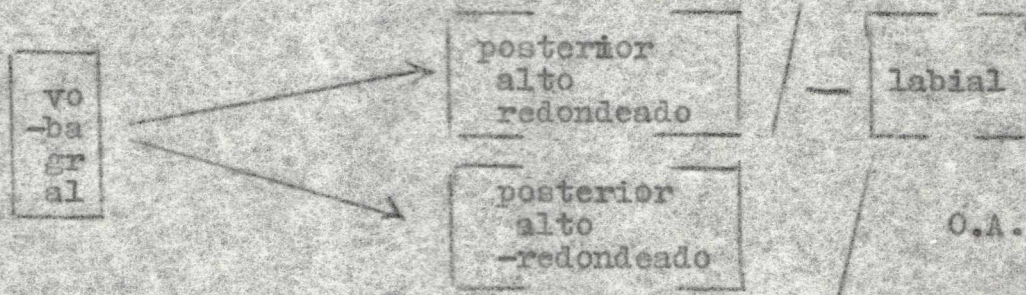 vo
-ba
gr
al
posterior
alto
redondeado
/ — labial
posterior
alto
-redondeado
/ O.A.